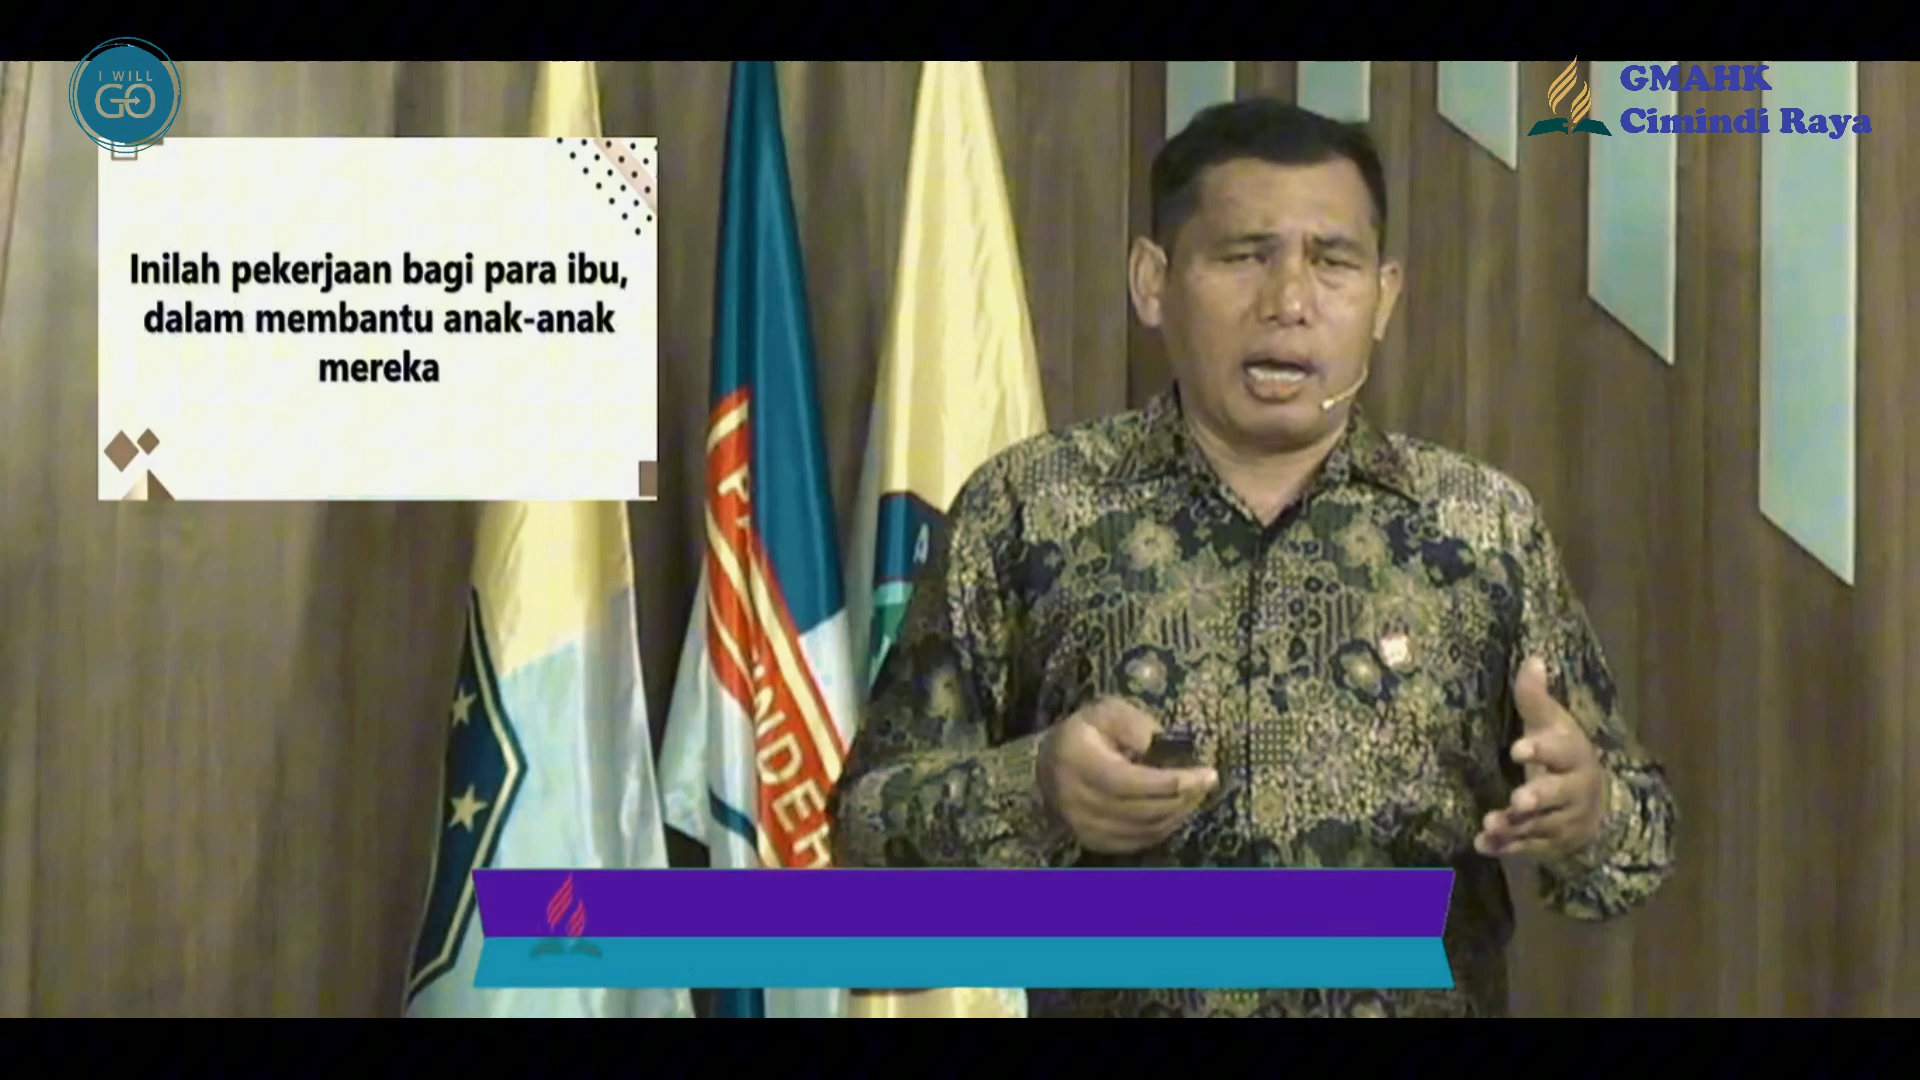 I WILL
GO
GMAHK
Cimindi Raya
Inilah pekerjaan bagi para ibu,
dalam membantu anak-anak
mereka